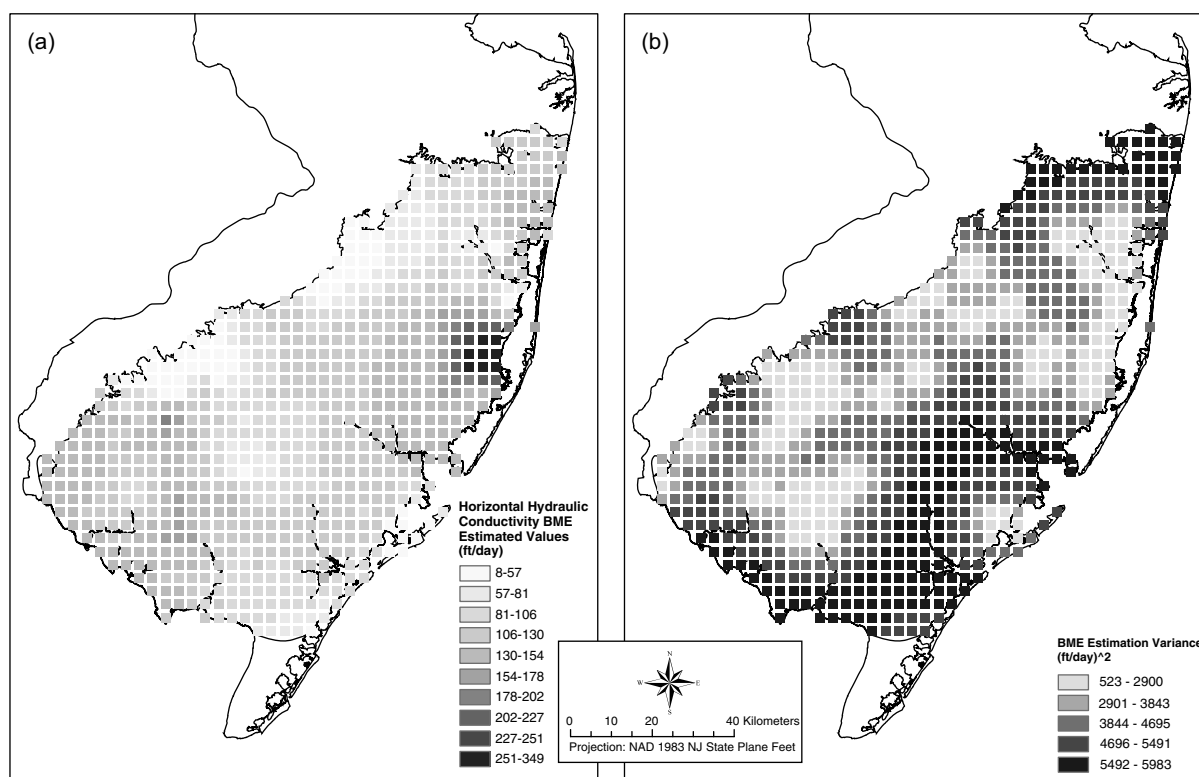 (a)
Horizontal Hydraulic
Conductivity BME
Estimated Values
(ft/day)
8-57
57-81
81-106
106-130
130-154
154-178
178-202
202-227
227-251
251-349
N
W E
S
0 20 40 Kilometers
Projection: NAD 1983 NJ State Plane Feet
(b)
BME Estimation Variance
(ft/day)^2
523 - 2900
2901 - 3843
3844 - 4695
4696 - 5491
5492 - 5983